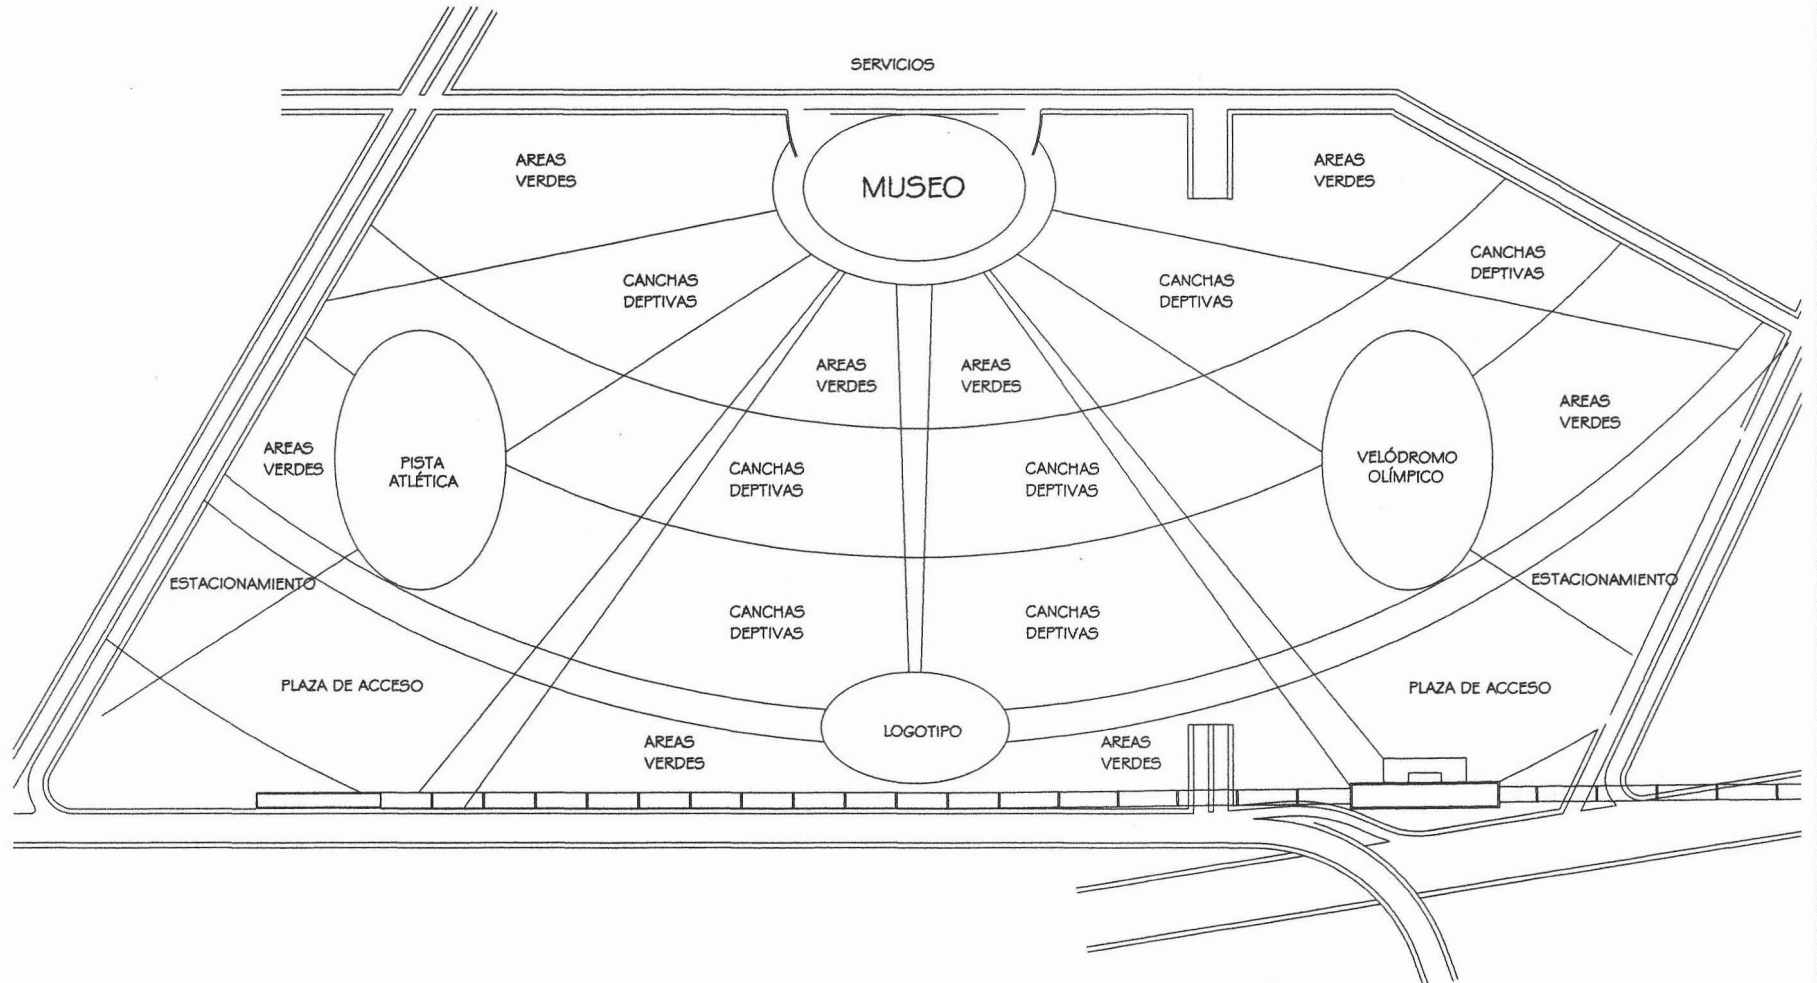 SERVICIOS
AREAS
VERDES
MUSEO
AREAS
VERDES
CANCHAS
DEPTIVAS
CANCHAS
DEPTIVAS
CANCHAS
DEPTIVAS
AREAS
VERDES
AREAS
VERDES
AREAS
VERDES
AREAS
VERDES
PISTA
ATLÉTICA
CANCHAS
DEPTIVAS
CANCHAS
DEPTIVAS
VELÓDROMO
OLÍMPICO
ESTACIONAMIENTO
CANCHAS
DEPTIVAS
CANCHAS
DEPTIVAS
ESTACIONAMIENTO
PLAZA DE ACCESO
PLAZA DE ACCESO
AREAS
VERDES
LOGOTIPO
AREAS
VERDES